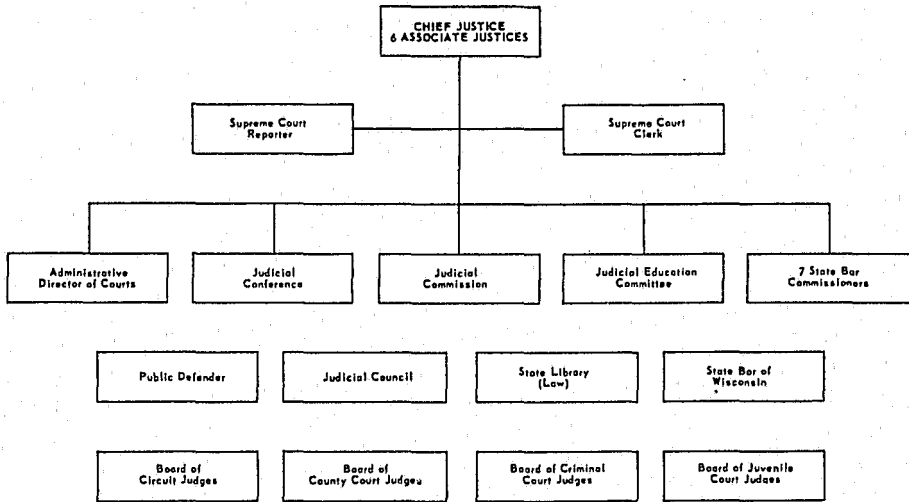 CHIEF JUSTICE
6 ASSOCIATE JUSTICES
Supreme Court
Reporter
Supreme Court
Clerk
Administrative
Director of Courts
Judicial
Conference
Judicial
Commission
Judicial Education
Committee
7 State Bar
Commissioners
Public Defender
Judicial Council
State Library
(Law)
State Bar of
Wisconsin
Board of
Circuit Judges
Board of
County Court Judges
Board of Criminal
Court Judges
Board of Juvenile
Court Judges